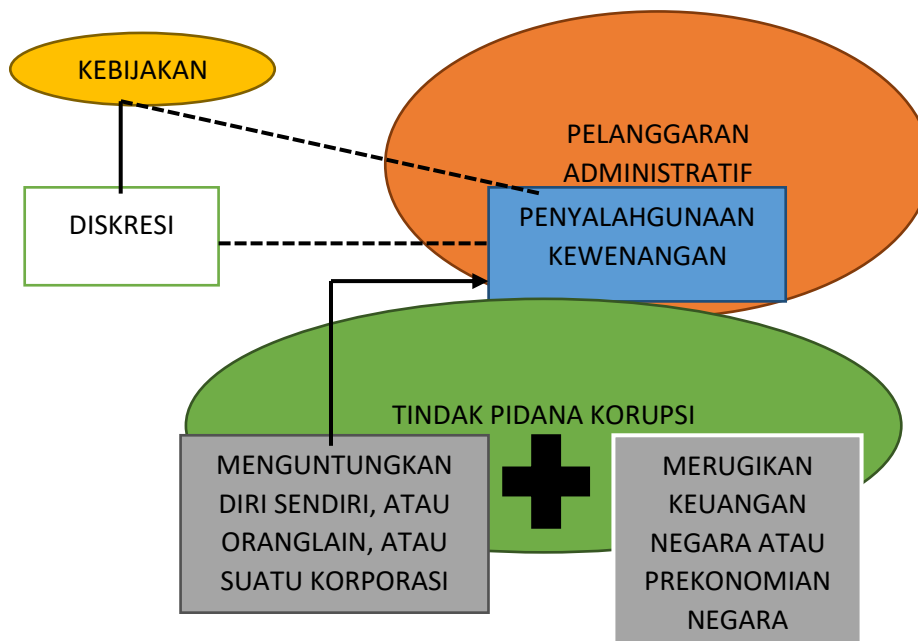 KEBIJAKAN
PELANGGARAN
ADMINISTRATIF
DISKRESI
PENYALAHGUNAAN
KEWENANGAN
TINDAK PIDANA KORUPSI
MENGUNTUNGKAN
DIRI SENDIRI, ATAU
ORANGLAIN, ATAU
SUATU KORPORASI
MERUGIKAN
KEUANGAN
NEGARA ATAU
PREKONOMIAN
NEGARA